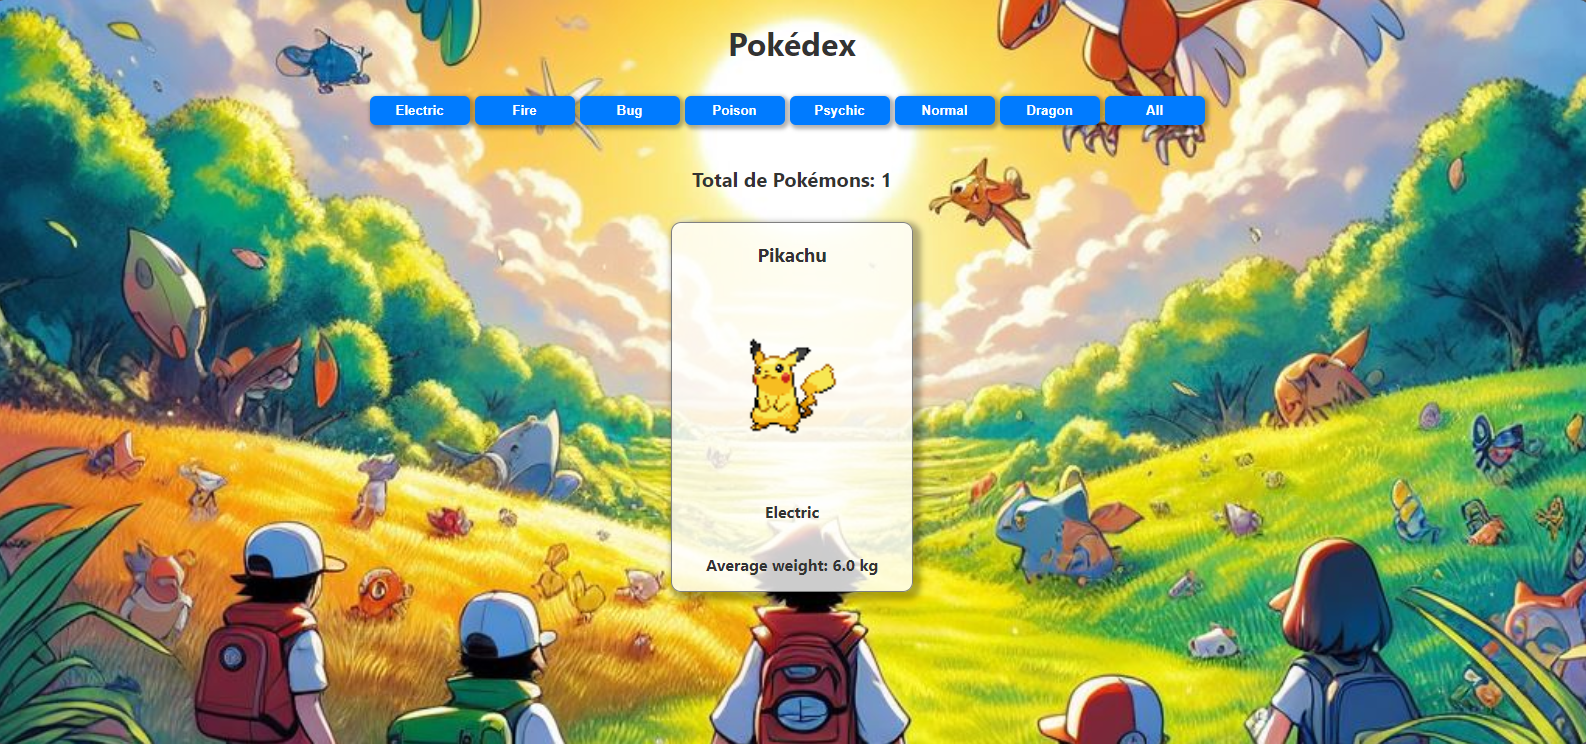 Pokédex
Electric Fire Bug Poison Psychic Normal Dragon All
Total de Pokémons: 1
Pikachu
Electric
Average weight: 6.0 kg